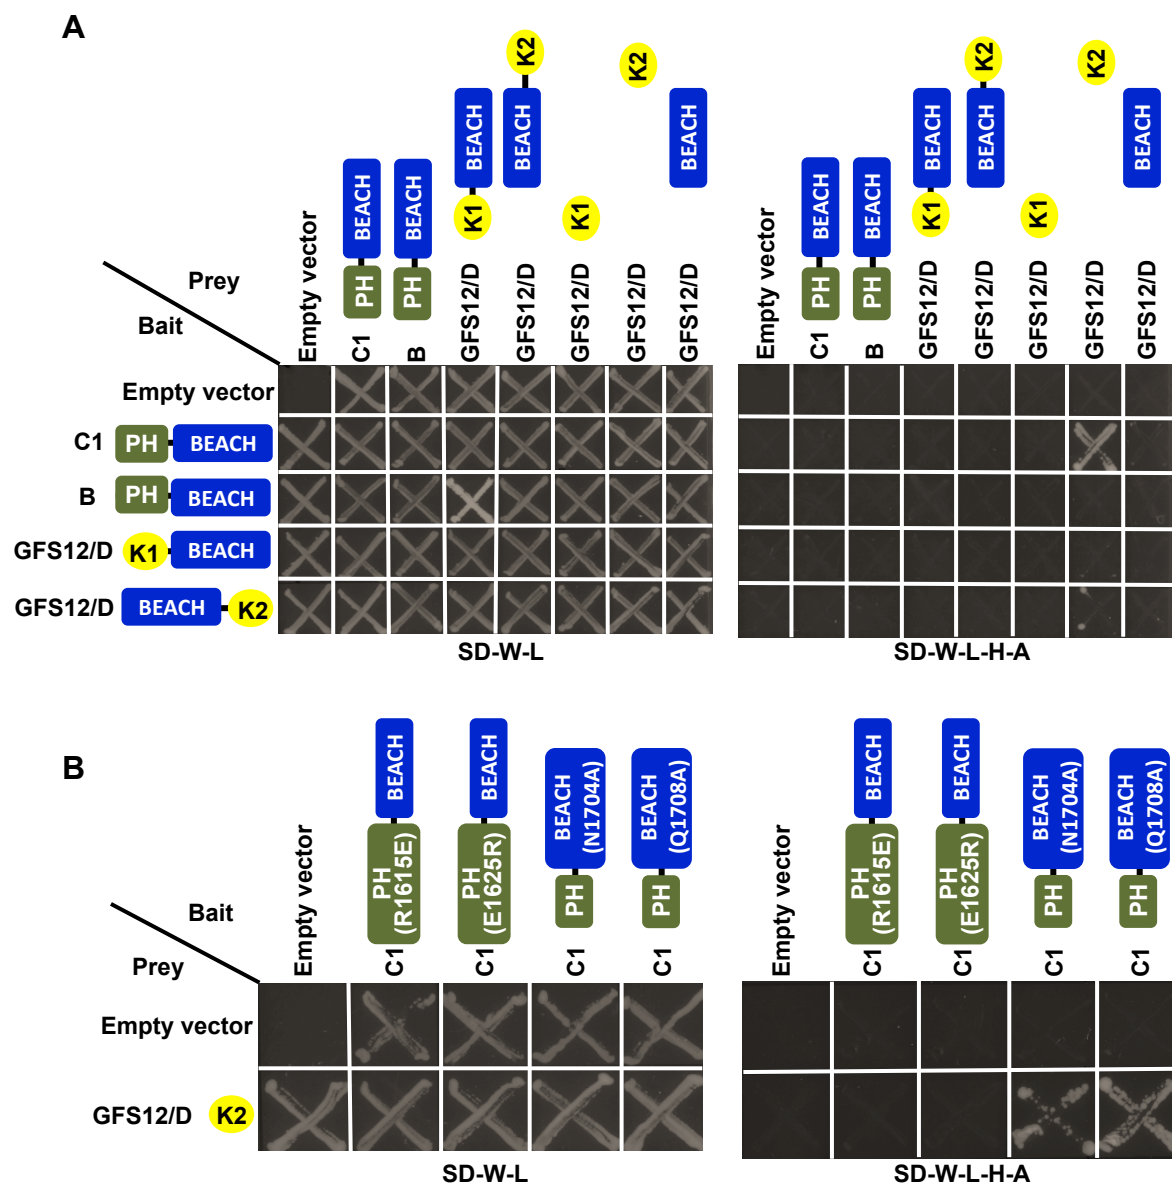 A
Prey
Bait
Empty vector
C1 PH BEACH
B PH BEACH
GFS12/D K1 BEACH
GFS12/D BEACH K2
GFS12/D K1
GFS12/D K2
GFS12/D BEACH
Empty vector
C1 PH BEACH
B PH BEACH
GFS12/D K1 BEACH
GFS12/D BEACH K2
GFS12/D K1
GFS12/D K2
GFS12/D BEACH
Empty vector
C1 PH BEACH
B PH BEACH
GFS12/D K1 BEACH
GFS12/D BEACH K2
SD-W-L
SD-W-L-H-A
B
Bait
Prey
Empty vector
C1 PH (R1615E) BEACH
C1 PH (E1625R) BEACH
C1 PH BEACH (N1704A)
C1 PH BEACH (Q1708A)
Empty vector
C1 PH (R1615E) BEACH
C1 PH (E1625R) BEACH
C1 PH BEACH (N1704A)
C1 PH BEACH (Q1708A)
Empty vector
GFS12/D K2
SD-W-L
SD-W-L-H-A